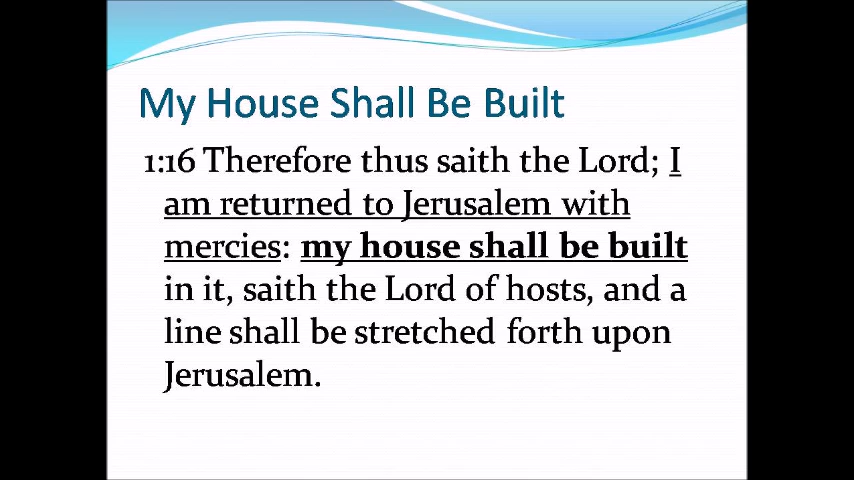 My House Shall Be Built
1:16 Therefore thus saith the Lord; I
am returned to Jerusalem with
mercies: my house shall be built
in it, saith the Lord of hosts, and a
line shall be stretched forth upon
Jerusalem.